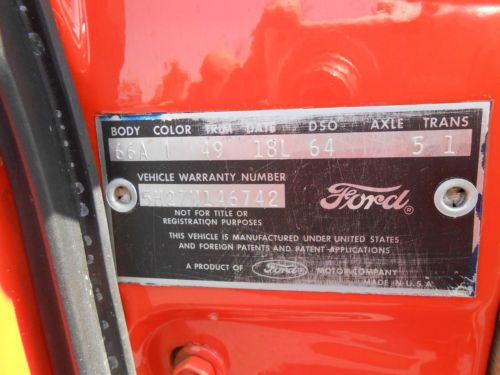 BODY COLOR TRIM DATE DSO AXLE TRANS
66A 1 49 18L 64 5 1
VEHICLE WARRANTY NUMBER
146742
Ford®
NOT FOR TITLE OR
REGISTRATION PURPOSES
THIS VEHICLE IS MANUFACTURED UNDER UNITED STATES
AND FOREIGN PATENTS AND PATENT APPLICATIONS
A PRODUCT OF Ford MOTOR COMPANY
MADE IN U.S.A.